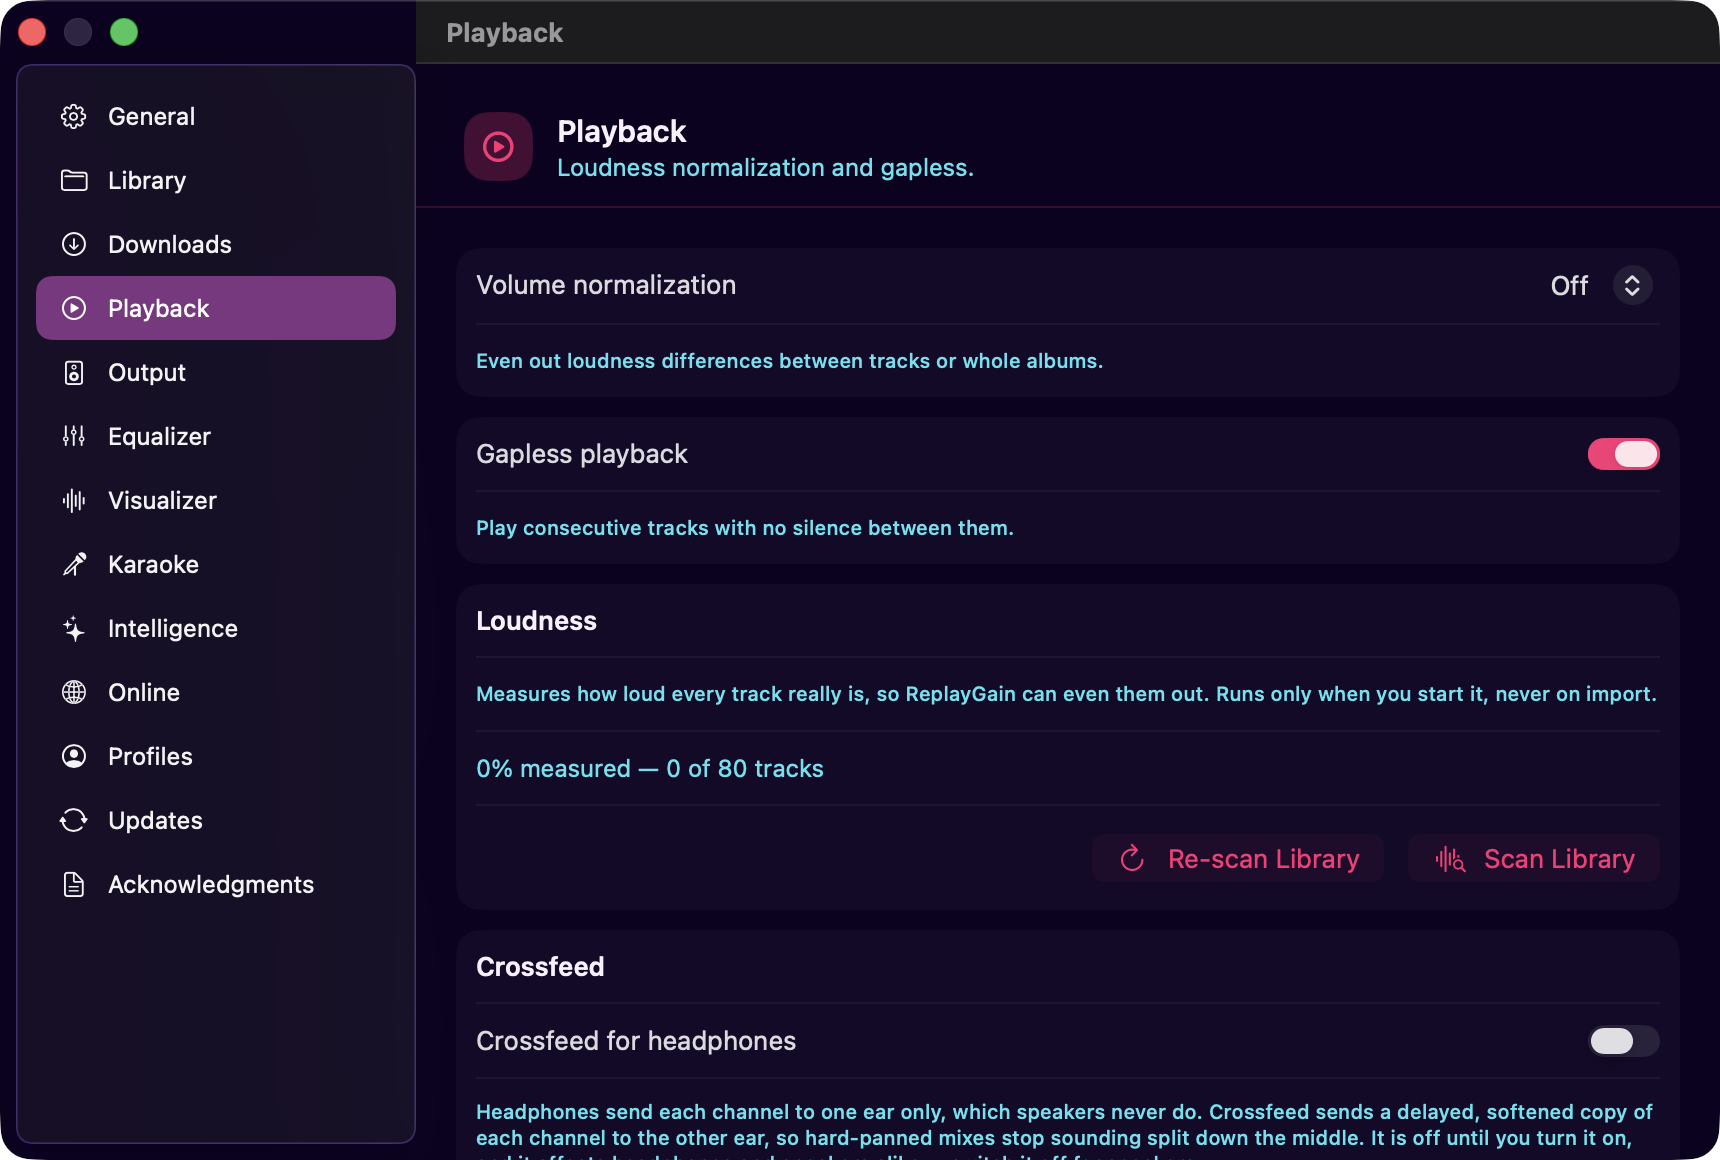 Playback
General
Library
Downloads
Playback
Output
Equalizer
Visualizer
Karaoke
Intelligence
Online
Profiles
Updates
Acknowledgments
Playback
Loudness normalization and gapless.
Volume normalization
Off
Even out loudness differences between tracks or whole albums.
Gapless playback
Play consecutive tracks with no silence between them.
Loudness
Measures how loud every track really is, so ReplayGain can even them out. Runs only when you start it, never on import.
0% measured — 0 of 80 tracks
Re-scan Library
Scan Library
Crossfeed
Crossfeed for headphones
Headphones send each channel to one ear only, which speakers never do. Crossfeed sends a delayed, softened copy of
each channel to the other ear, so hard-panned mixes stop sounding split down the middle. It is off until you turn it on,